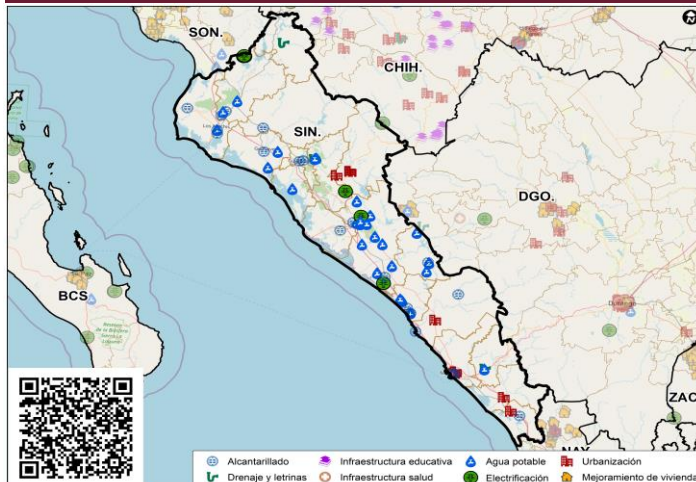 SON.
CHIH.
SIN.
DGO.
BCS
ZAC
NAY
Alcantarillado
Infraestructura educativa
Agua potable
Urbanización
Drenaje y letrinas
Infraestructura salud
Electrificación
Mejoramiento de vivienda